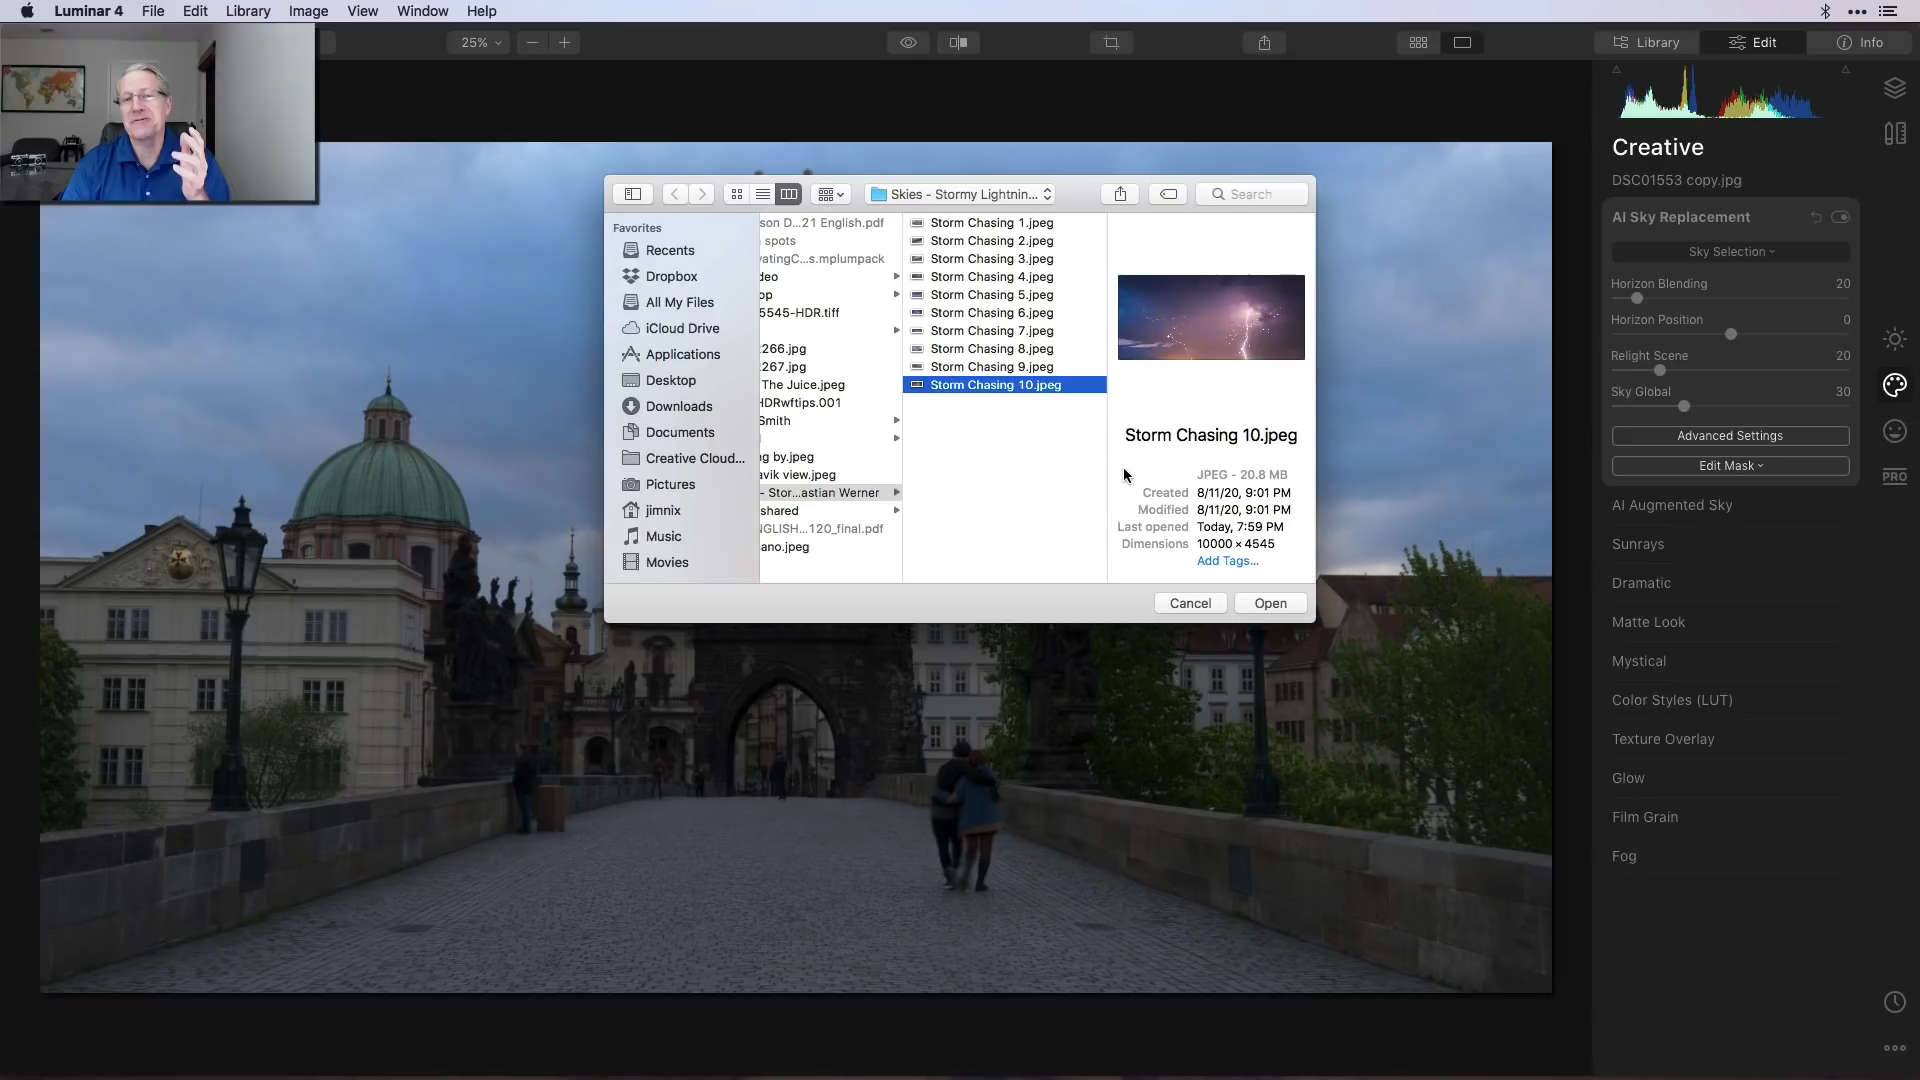 Luminar 4 File Edit Library Image View Window Help
25%
Library Edit Info
Skies - Stormy Lightnin... Search
Creative
DSC01553 copy.jpg
AI Sky Replacement
Sky Selection
Horizon Blending 20
Horizon Position 0
Relight Scene 20
Sky Global 30
Advanced Settings
Edit Mask
PRO
AI Augmented Sky
Sunrays
Dramatic
Matte Look
Mystical
Color Styles (LUT)
Texture Overlay
Glow
Film Grain
Fog
Favorites
Recents
Dropbox
All My Files
iCloud Drive
Applications
Desktop
Downloads
Documents
Creative Cloud...
Pictures
jimnix
Music
Movies
son D...21 English.pdf
spots
vatingC...s.mplumpack
deo
op
5545-HDR.tiff
266.jpg
267.jpg
The Juice.jpeg
HDRwftips.001
Smith
ng by.jpeg
avik view.jpeg
- Stor...astian Werner
shared
NGLISH...120_final.pdf
ano.jpeg
Storm Chasing 1.jpeg
Storm Chasing 2.jpeg
Storm Chasing 3.jpeg
Storm Chasing 4.jpeg
Storm Chasing 5.jpeg
Storm Chasing 6.jpeg
Storm Chasing 7.jpeg
Storm Chasing 8.jpeg
Storm Chasing 9.jpeg
Storm Chasing 10.jpeg
Storm Chasing 10.jpeg
JPEG - 20.8 MB
Created 8/11/20, 9:01 PM
Modified 8/11/20, 9:01 PM
Last opened Today, 7:59 PM
Dimensions 10000 × 4545
Add Tags...
Cancel Open